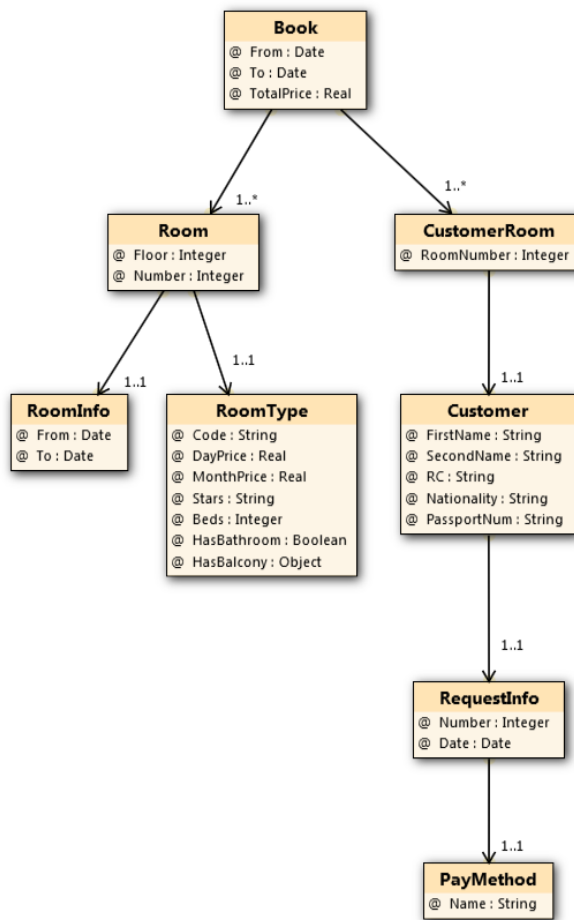 Book
@ From : Date
@ To : Date
@ TotalPrice : Real
1..*
1..*
Room
@ Floor : Integer
@ Number : Integer
CustomerRoom
@ RoomNumber : Integer
1..1
1..1
1..1
RoomInfo
@ From : Date
@ To : Date
RoomType
@ Code : String
@ DayPrice : Real
@ MonthPrice : Real
@ Stars : String
@ Beds : Integer
@ HasBathroom : Boolean
@ HasBalcony : Object
Customer
@ FirstName : String
@ SecondName : String
@ RC : String
@ Nationality : String
@ PassportNum : String
1..1
RequestInfo
@ Number : Integer
@ Date : Date
1..1
PayMethod
@ Name : String